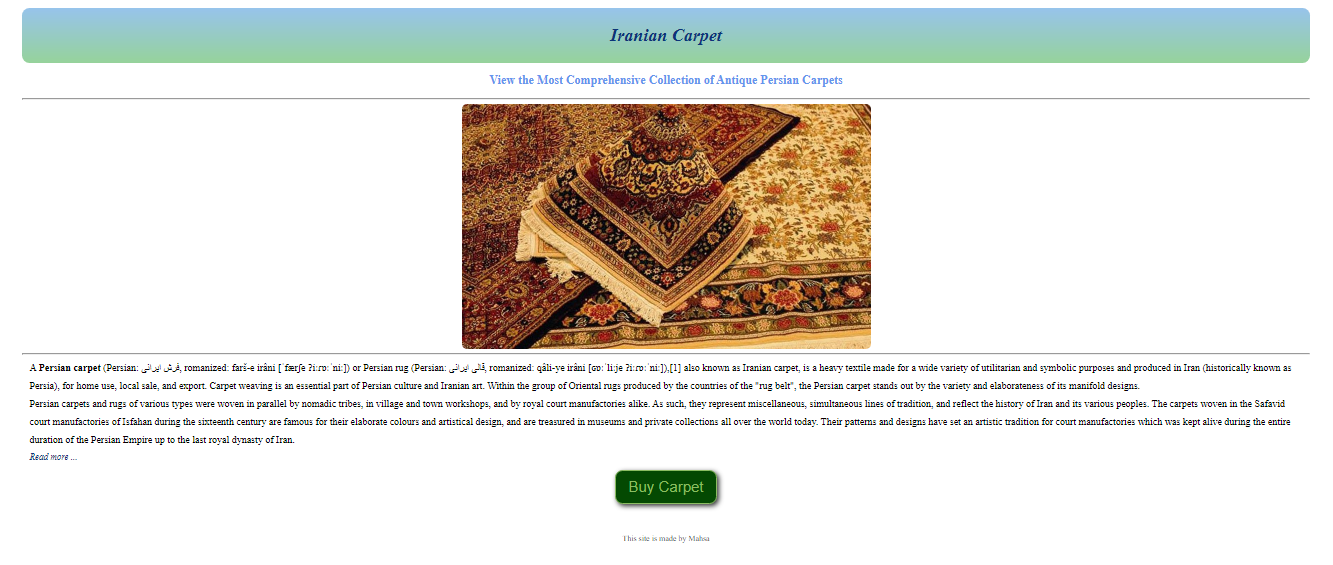 Iranian Carpet
View the Most Comprehensive Collection of Antique Persian Carpets
A Persian carpet (Persian: فرش ایرانی, romanized: farš-e irâni [ˈfærʃe ʔiːrɒːˈniː]) or Persian rug (Persian: قالی ایرانی, romanized: qâli-ye irâni [ɢɒːˈliːje ʔiːrɒːˈniː]),[1] also known as Iranian carpet, is a heavy textile made for a wide variety of utilitarian and symbolic purposes and produced in Iran (historically known as
Persia), for home use, local sale, and export. Carpet weaving is an essential part of Persian culture and Iranian art. Within the group of Oriental rugs produced by the countries of the "rug belt", the Persian carpet stands out by the variety and elaborateness of its manifold designs.
Persian carpets and rugs of various types were woven in parallel by nomadic tribes, in village and town workshops, and by royal court manufactories alike. As such, they represent miscellaneous, simultaneous lines of tradition, and reflect the history of Iran and its various peoples. The carpets woven in the Safavid
court manufactories of Isfahan during the sixteenth century are famous for their elaborate colours and artistical design, and are treasured in museums and private collections all over the world today. Their patterns and designs have set an artistic tradition for court manufactories which was kept alive during the entire
duration of the Persian Empire up to the last royal dynasty of Iran.
Read more ...
Buy Carpet
This site is made by Mahsa